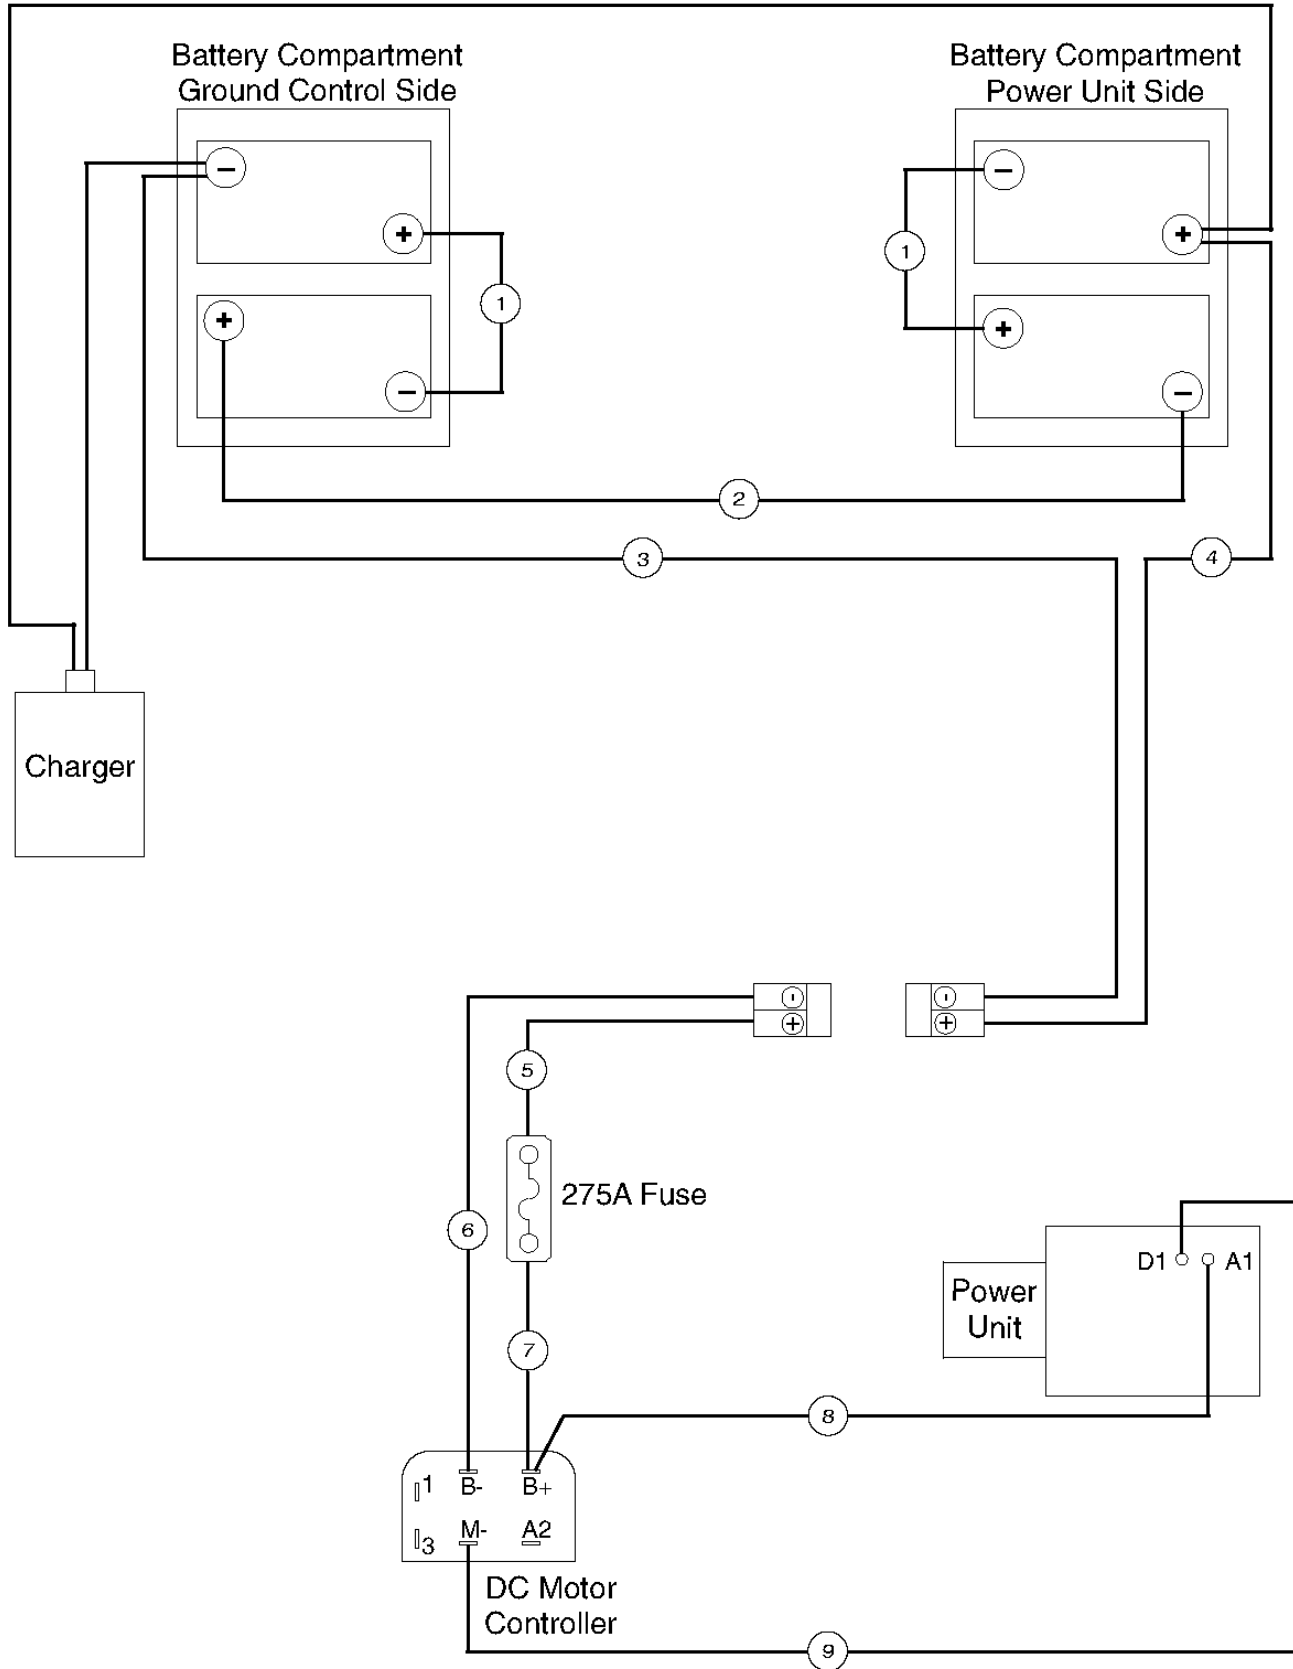 Battery Compartment
Ground Control Side
Battery Compartment
Power Unit Side
−
+
+
−
1
−
+
+
−
1
2
3
4
Charger
-
+
-
+
5
275A Fuse
6
7
D1
A1
Power
Unit
8
1
B-
B+
3
M-
A2
DC Motor
Controller
9